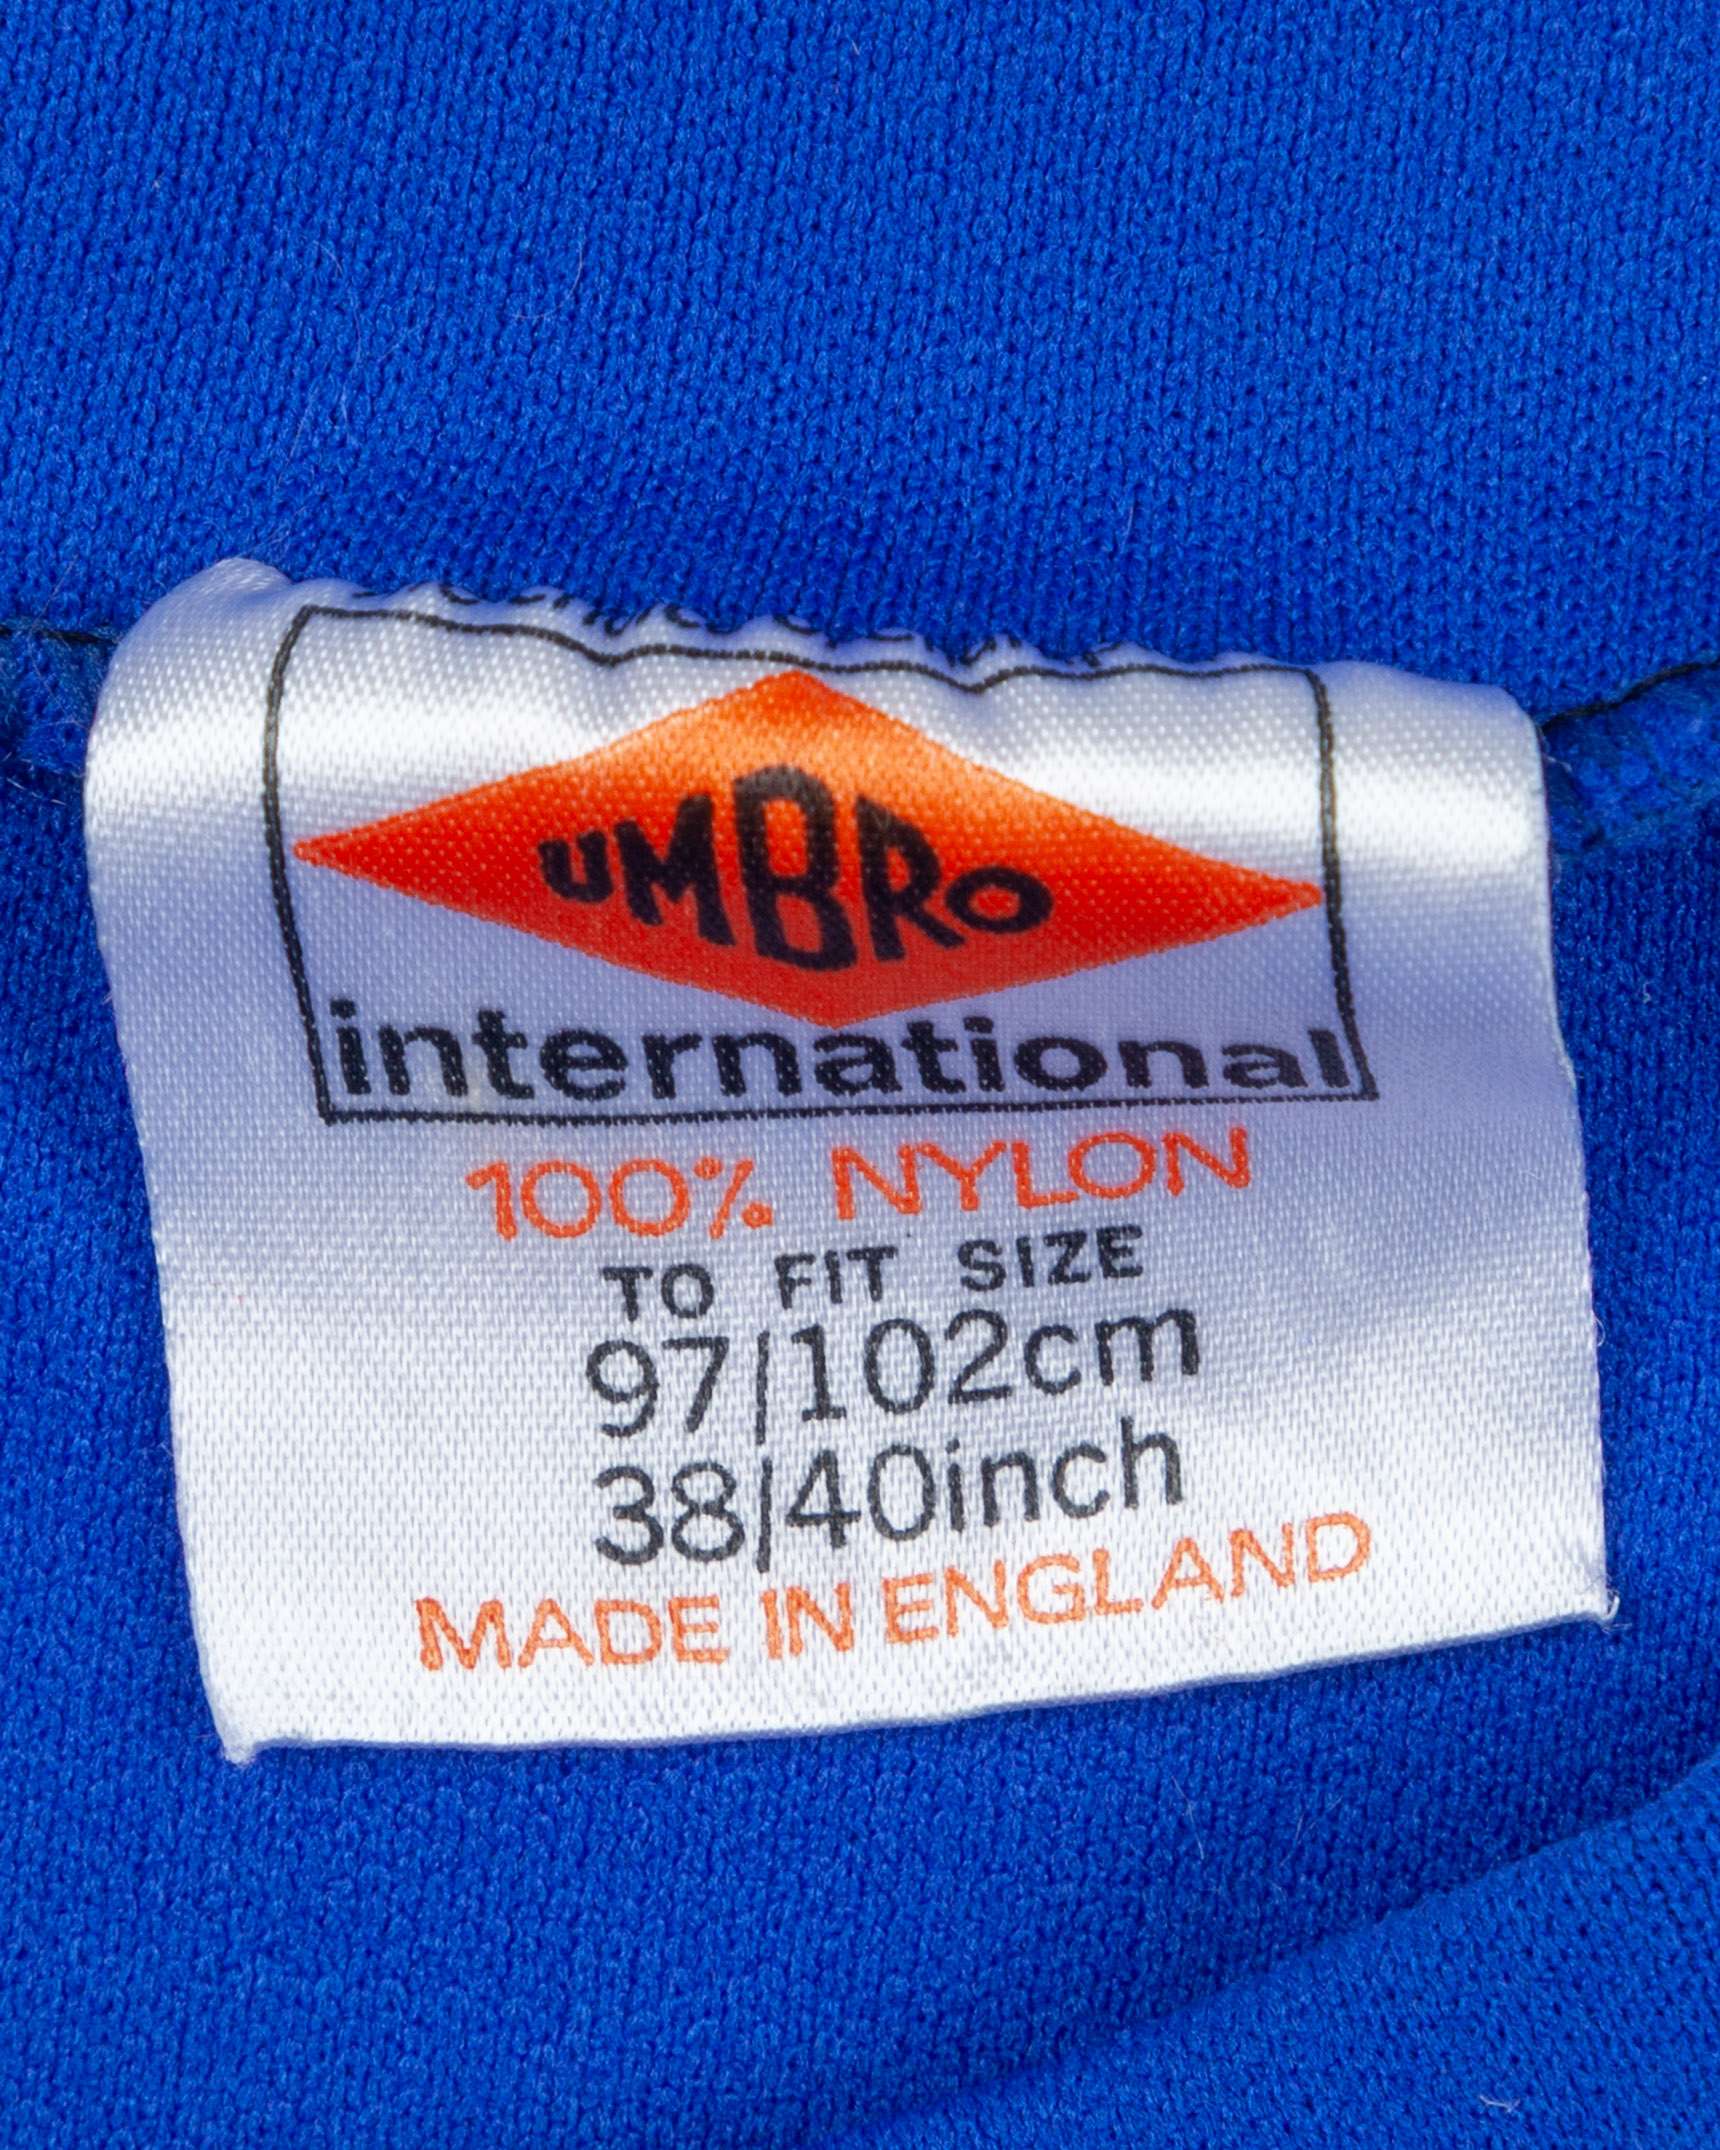 UMBRO
international
100% NYLON
TO FIT SIZE
97/102cm
38/40inch
MADE IN ENGLAND